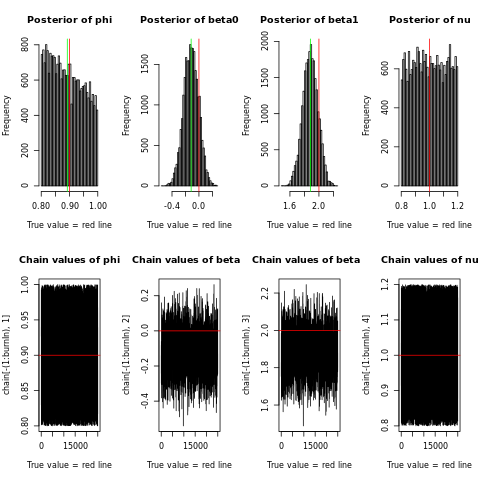 Posterior of phi
Posterior of beta0
Posterior of beta1
Posterior of nu
Frequency
0 200 400 600 800
0.80 0.90 1.00
True value = red line
Frequency
0 500 1000 1500
-0.4 0.0
True value = red line
Frequency
0 500 1000 1500 2000
1.6 2.0
True value = red line
Frequency
0 200 400 600
0.8 1.0 1.2
True value = red line
Chain values of phi
Chain values of beta
Chain values of beta
Chain values of nu
chain[-(1:burnIn), 1]
0.80 0.85 0.90 0.95 1.00
0 15000
True value = red line
chain[-(1:burnIn), 2]
-0.4 -0.2 0.0 0.2
0 15000
True value = red line
chain[-(1:burnIn), 3]
1.6 1.8 2.0 2.2
0 15000
True value = red line
chain[-(1:burnIn), 4]
0.8 0.9 1.0 1.1 1.2
0 15000
True value = red line